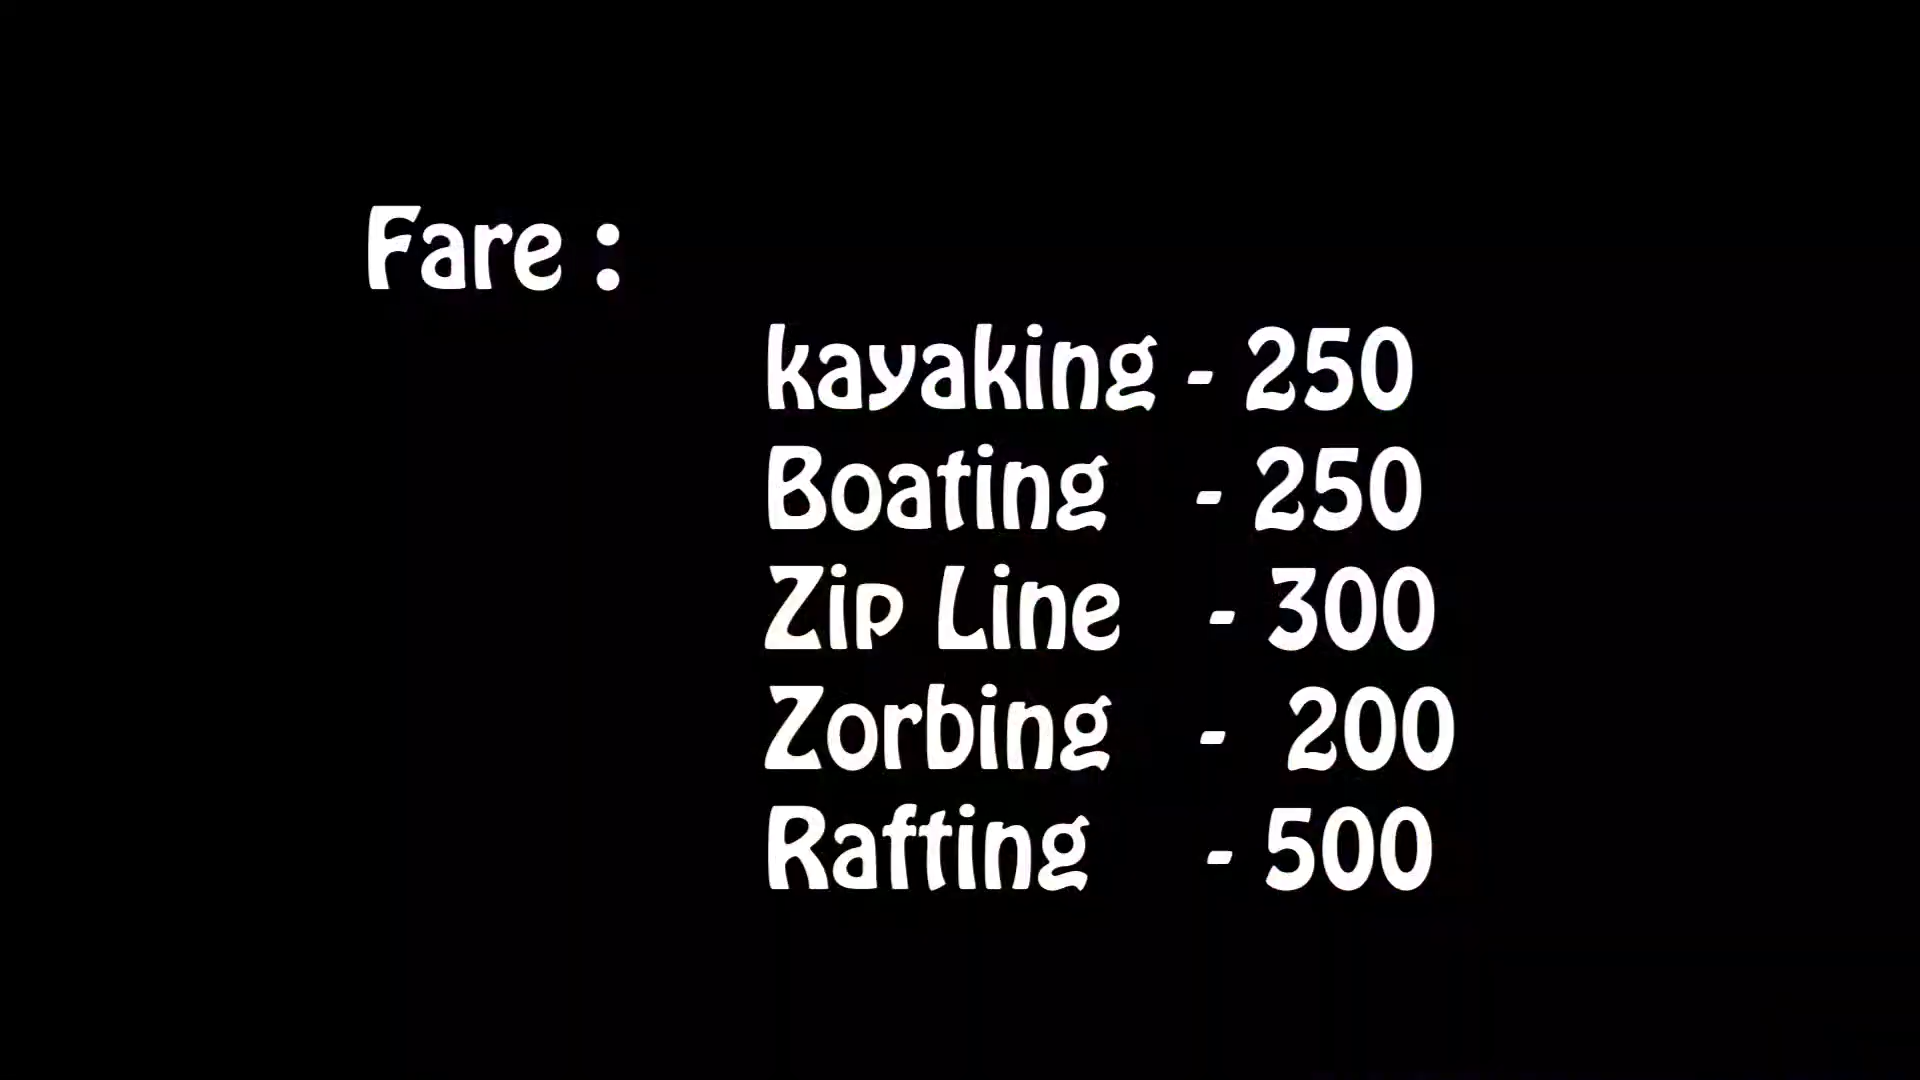 Fare :
kayaking - 250
Boating - 250
Zip Line - 300
Zorbing - 200
Rafting - 500